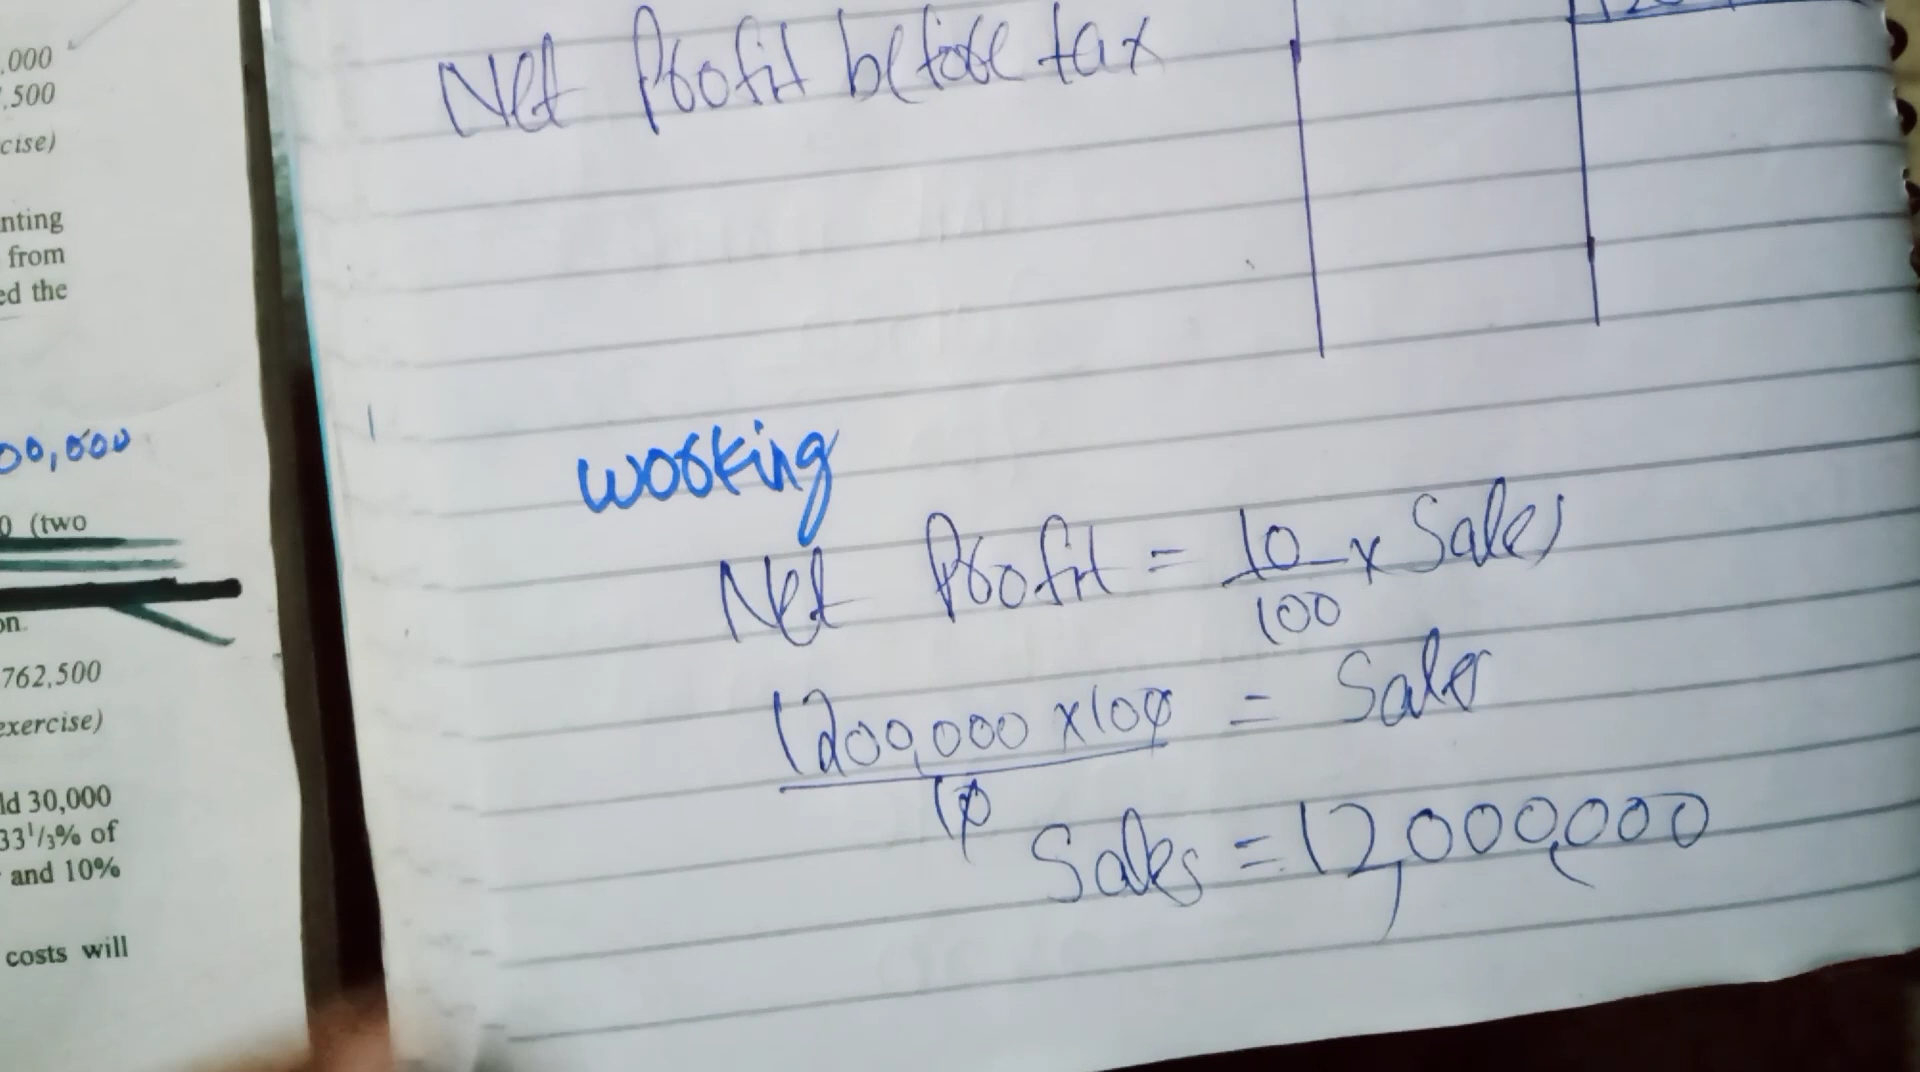 ,000
,500
cise)
nting
from
ed the
00,000
0 (two
on.
762,500
exercise)
ld 30,000
33 1/3% of
and 10%
costs will
Net Profit before tax
working
Net Profit = 10/100 x Sales
1200,000 x 100 / 10 = Sales
Sales = 12,000,000